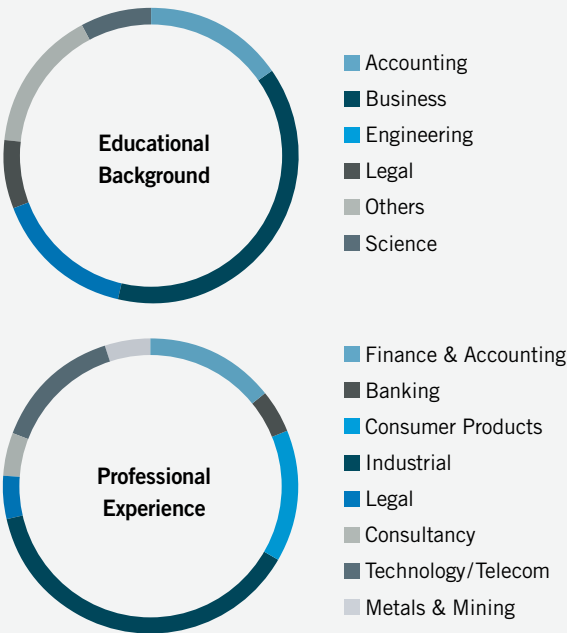 Educational
Background
Accounting
Business
Engineering
Legal
Others
Science
Professional
Experience
Finance & Accounting
Banking
Consumer Products
Industrial
Legal
Consultancy
Technology/Telecom
Metals & Mining